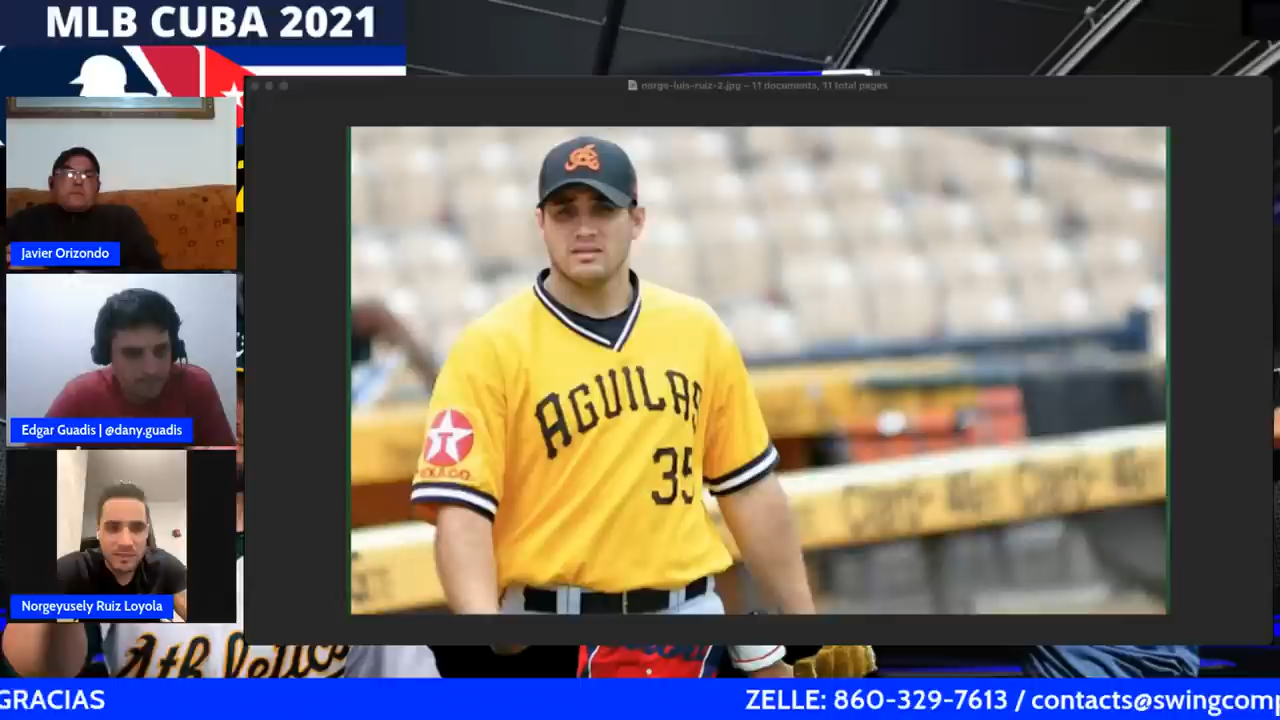 MLB CUBA 2021
norge-luis-ruiz-2.jpg – 11 documents, 11 total pages
Javier Orizondo
Edgar Guadis | @dany.guadis
Norgeyusely Ruiz Loyola
AGUILAS
35
T
TEXACO
Athletics
GRACIAS
ZELLE: 860-329-7613 / contacts@swingcomp